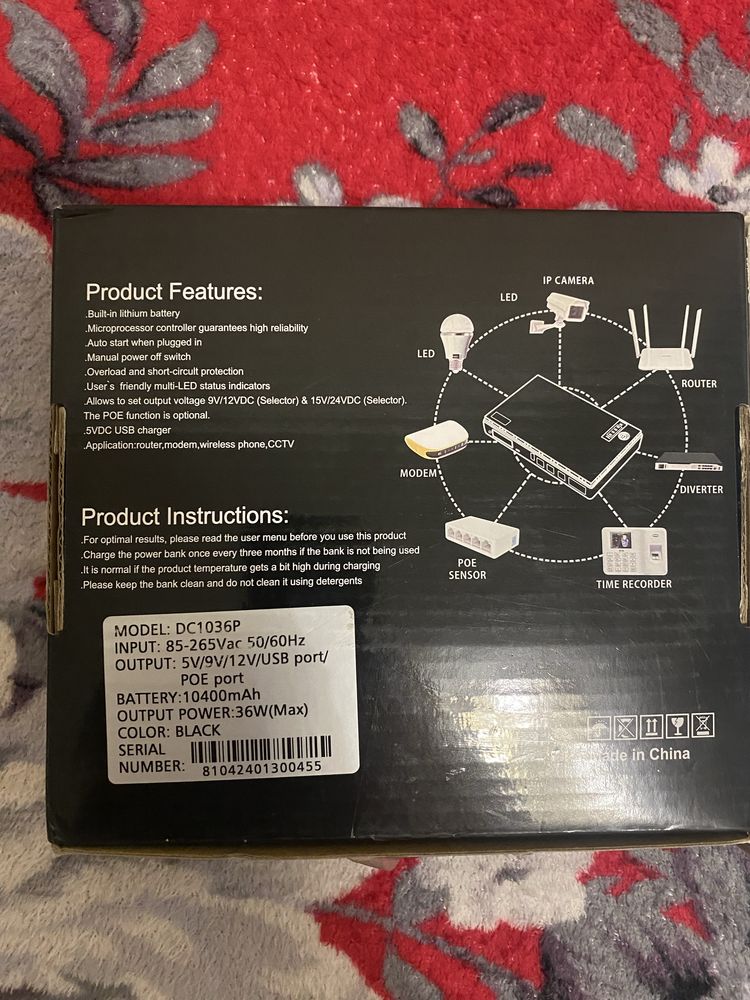 Product Features:
.Built-in lithium battery
.Microprocessor controller guarantees high reliability
.Auto start when plugged in
.Manual power off switch
.Overload and short-circuit protection
.User`s friendly multi-LED status indicators
.Allows to set output voltage 9V/12VDC (Selector) & 15V/24VDC (Selector).
The POE function is optional.
.5VDC USB charger
.Application:router,modem,wireless phone,CCTV
IP CAMERA
LED
LED
ROUTER
MODEM
DIVERTER
POE
SENSOR
TIME RECORDER
Product Instructions:
.For optimal results, please read the user menu before you use this product
.Charge the power bank once every three months if the bank is not being used
.It is normal if the product temperature gets a bit high during charging
.Please keep the bank clean and do not clean it using detergents
MODEL: DC1036P
INPUT: 85-265Vac 50/60Hz
OUTPUT: 5V/9V/12V/USB port/
POE port
BATTERY:10400mAh
OUTPUT POWER:36W(Max)
COLOR: BLACK
SERIAL
NUMBER: 81042401300455
in China